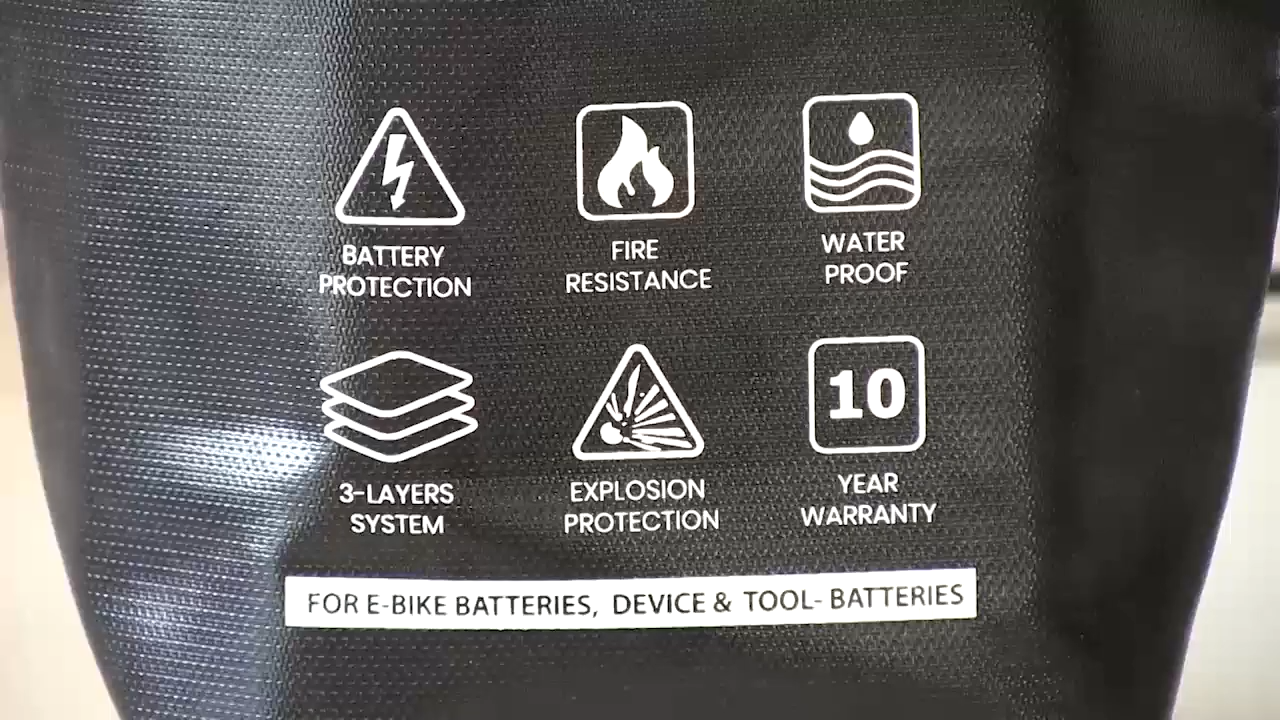 BATTERY
PROTECTION
FIRE
RESISTANCE
WATER
PROOF
3-LAYERS
SYSTEM
EXPLOSION
PROTECTION
10
YEAR
WARRANTY
FOR E-BIKE BATTERIES, DEVICE & TOOL- BATTERIES